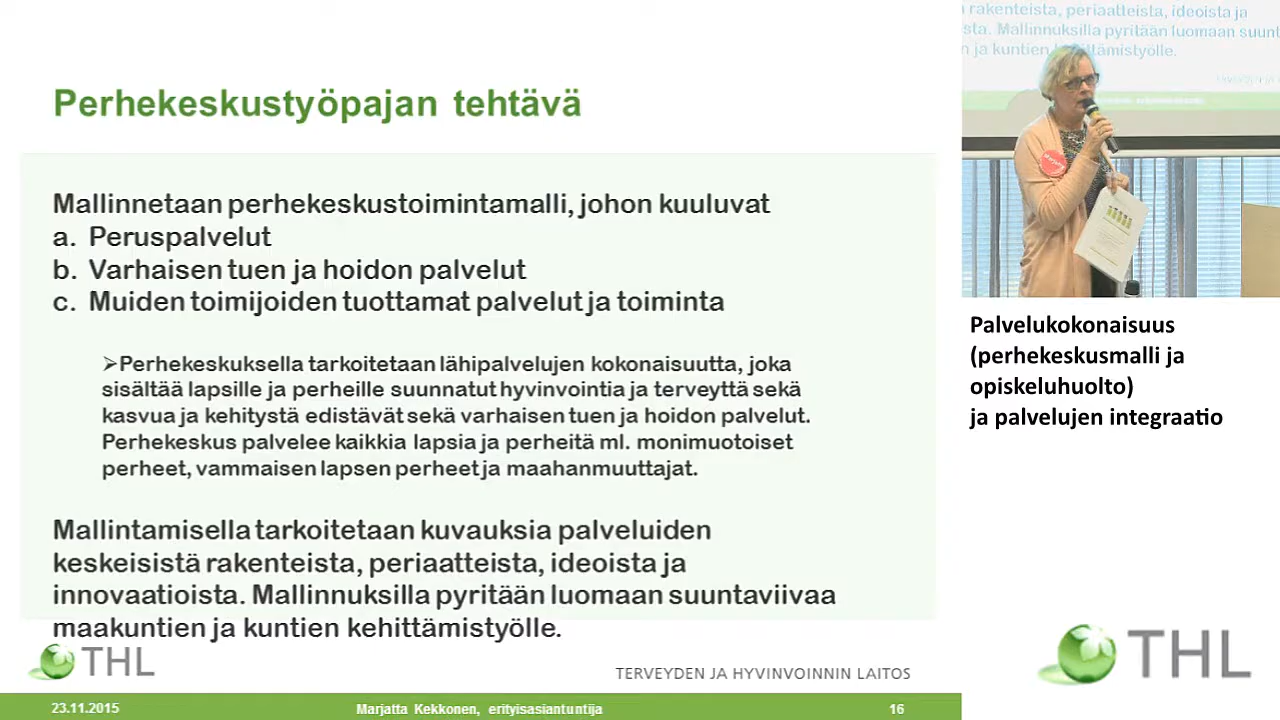 Perhekeskustyöpajan tehtävä
Mallinnetaan perhekeskustoimintamalli, johon kuuluvat
a. Peruspalvelut
b. Varhaisen tuen ja hoidon palvelut
c. Muiden toimijoiden tuottamat palvelut ja toiminta
➢Perhekeskuksella tarkoitetaan lähipalvelujen kokonaisuutta, joka
sisältää lapsille ja perheille suunnatut hyvinvointia ja terveyttä sekä
kasvua ja kehitystä edistävät sekä varhaisen tuen ja hoidon palvelut.
Perhekeskus palvelee kaikkia lapsia ja perheitä ml. monimuotoiset
perheet, vammaisen lapsen perheet ja maahanmuuttajat.
Mallintamisella tarkoitetaan kuvauksia palveluiden
keskeisistä rakenteista, periaatteista, ideoista ja
innovaatioista. Mallinnuksilla pyritään luomaan suuntaviivaa
maakuntien ja kuntien kehittämistyölle.
THL
TERVEYDEN JA HYVINVOINNIN LAITOS
23.11.2015
Marjatta Kekkonen, erityisasiantuntija
16
rakenteista, periaatteista, ideoista ja
sta. Mallinnuksilla pyritään luomaan suunt
n ja kuntien kehittämistyölle.
Palvelukokonaisuus
(perhekeskusmalli ja
opiskeluhuolto)
ja palvelujen integraatio
THL